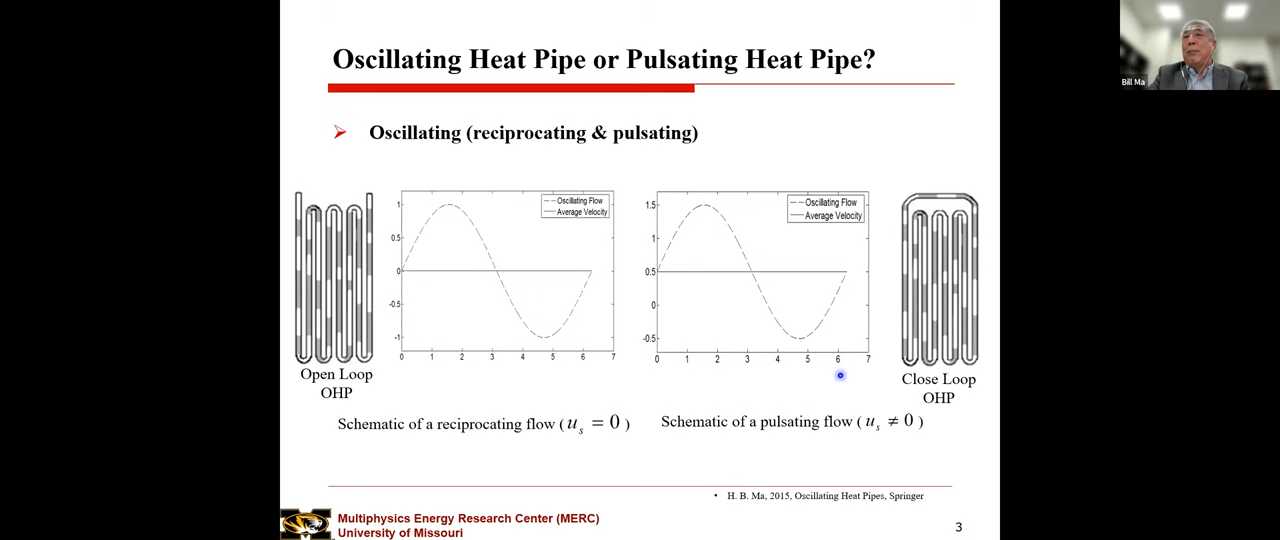 Oscillating Heat Pipe or Pulsating Heat Pipe?
Bill Ma
➢ Oscillating (reciprocating & pulsating)
Oscillating Flow
Average Velocity
1
0.5
0
-0.5
-1
0 1 2 3 4 5 6 7
Open Loop
OHP
Schematic of a reciprocating flow ( u_s = 0 )
Oscillating Flow
Average Velocity
1.5
1
0.5
0
-0.5
0 1 2 3 4 5 6 7
Close Loop
OHP
Schematic of a pulsating flow ( u_s ≠ 0 )
• H. B. Ma, 2015, Oscillating Heat Pipes, Springer
Multiphysics Energy Research Center (MERC)
University of Missouri
3